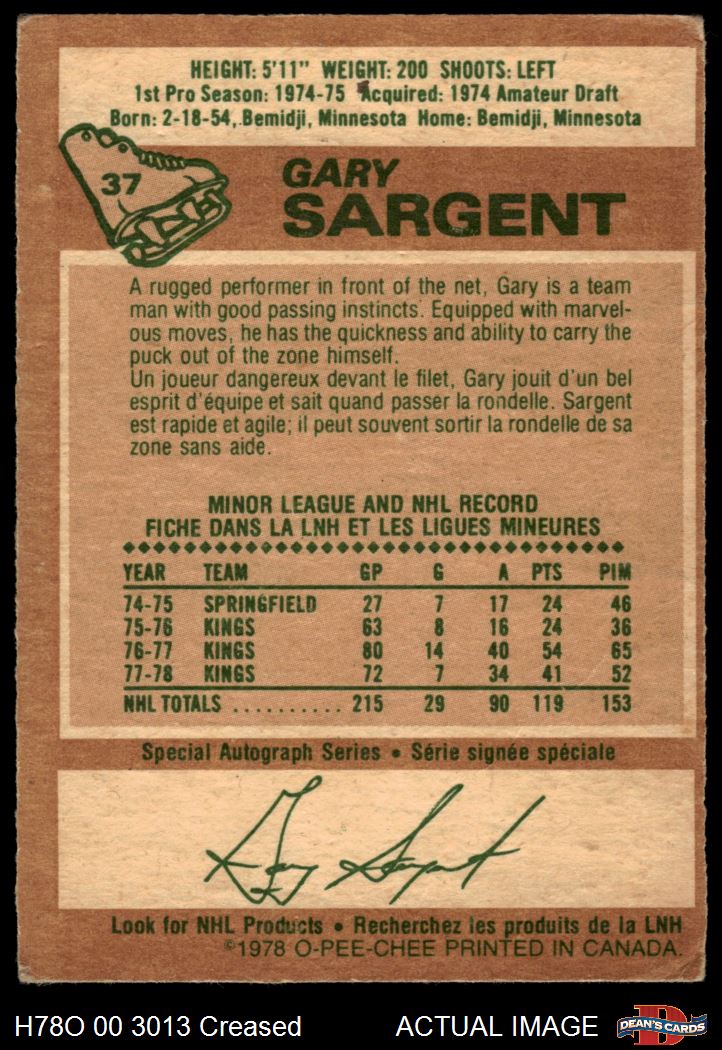 HEIGHT: 5'11" WEIGHT: 200 SHOOTS: LEFT
1st Pro Season: 1974-75 Acquired: 1974 Amateur Draft
Born: 2-18-54, Bemidji, Minnesota Home: Bemidji, Minnesota
37
GARY
SARGENT
A rugged performer in front of the net, Gary is a team
man with good passing instincts. Equipped with marvel-
ous moves, he has the quickness and ability to carry the
puck out of the zone himself.
Un joueur dangereux devant le filet, Gary jouit d'un bel
esprit d'équipe et sait quand passer la rondelle. Sargent
est rapide et agile; il peut souvent sortir la rondelle de sa
zone sans aide.
MINOR LEAGUE AND NHL RECORD
FICHE DANS LA LNH ET LES LIGUES MINEURES
YEAR TEAM GP G A PTS PIM
74-75 SPRINGFIELD 27 7 17 24 46
75-76 KINGS 63 8 16 24 36
76-77 KINGS 80 14 40 54 65
77-78 KINGS 72 7 34 41 52
NHL TOTALS .......... 215 29 90 119 153
Special Autograph Series • Série signée spéciale
Gary Sargent
Look for NHL Products • Recherchez les produits de la LNH
©1978 O-PEE-CHEE PRINTED IN CANADA.
H78O 00 3013 Creased ACTUAL IMAGE DEAN'S CARDS